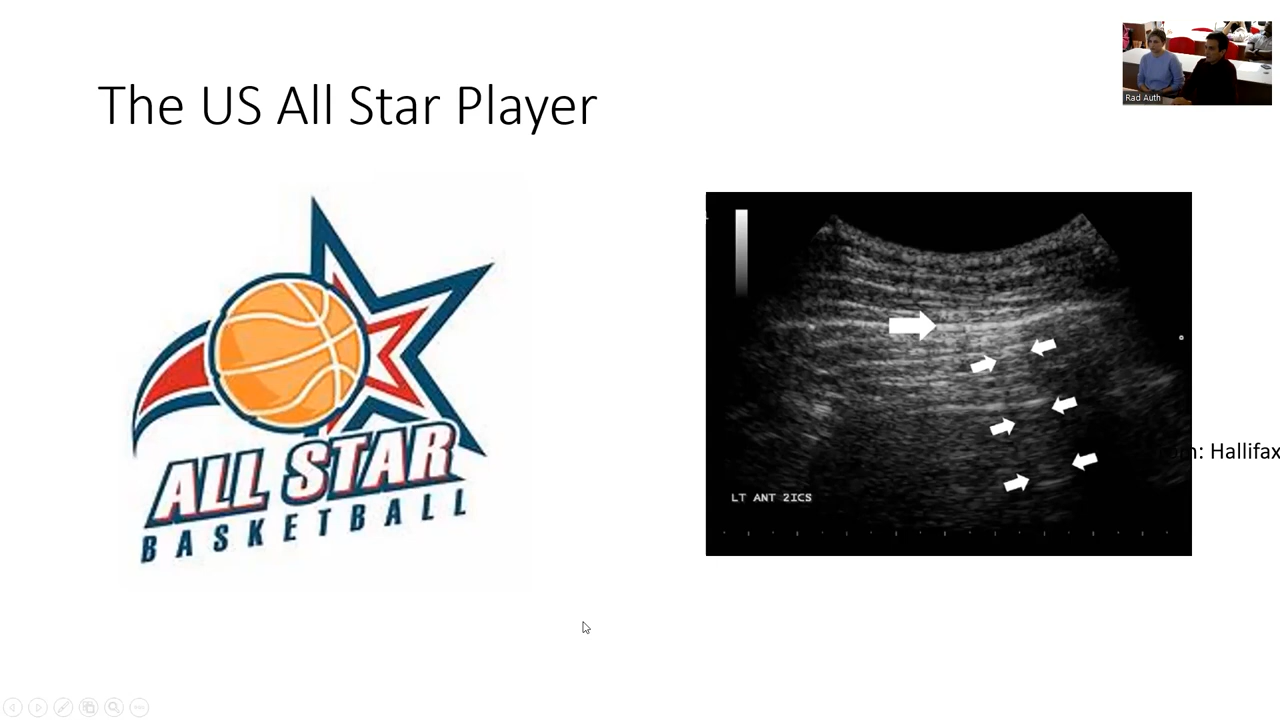 The US All Star Player
Rad Auth
ALL STAR
BASKETBALL
LT ANT 2ICS
Hallifax